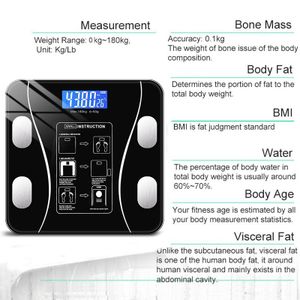 Measurement
Weight Range: 0kg~180kg,
Unit: Kg/Lb
Bone Mass
Accuracy: 0.1kg
The weight of bone issue of the body
composition.
Body Fat
Determines the portion of fat to the
total body weight.
BMI
BMI is fat judgment standard
Water
The percentage of body water in
total body weight is usually around
60%~70%.
Body Age
Your fitness age is estimated by all
your body measurement statistics.
Visceral Fat
Unlike the subcutaneous fat, visceral fat
is one of the human body fat, it around
human visceral and mainly exists in the
abdominal cavity.
4380
INSTRUCTION